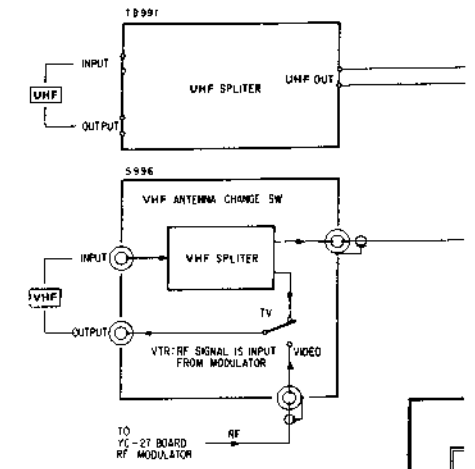 TB991
INPUT
UHF
UHF SPLITER
UHF OUT
OUTPUT
S996
VHF ANTENNA CHANGE SW
INPUT
VHF SPLITER
VHF
TV
OUTPUT
VTR:RF SIGNAL IS INPUT
FROM MODULATOR
VIDEO
TO
YC-27 BOARD
RF MODULATOR
RF